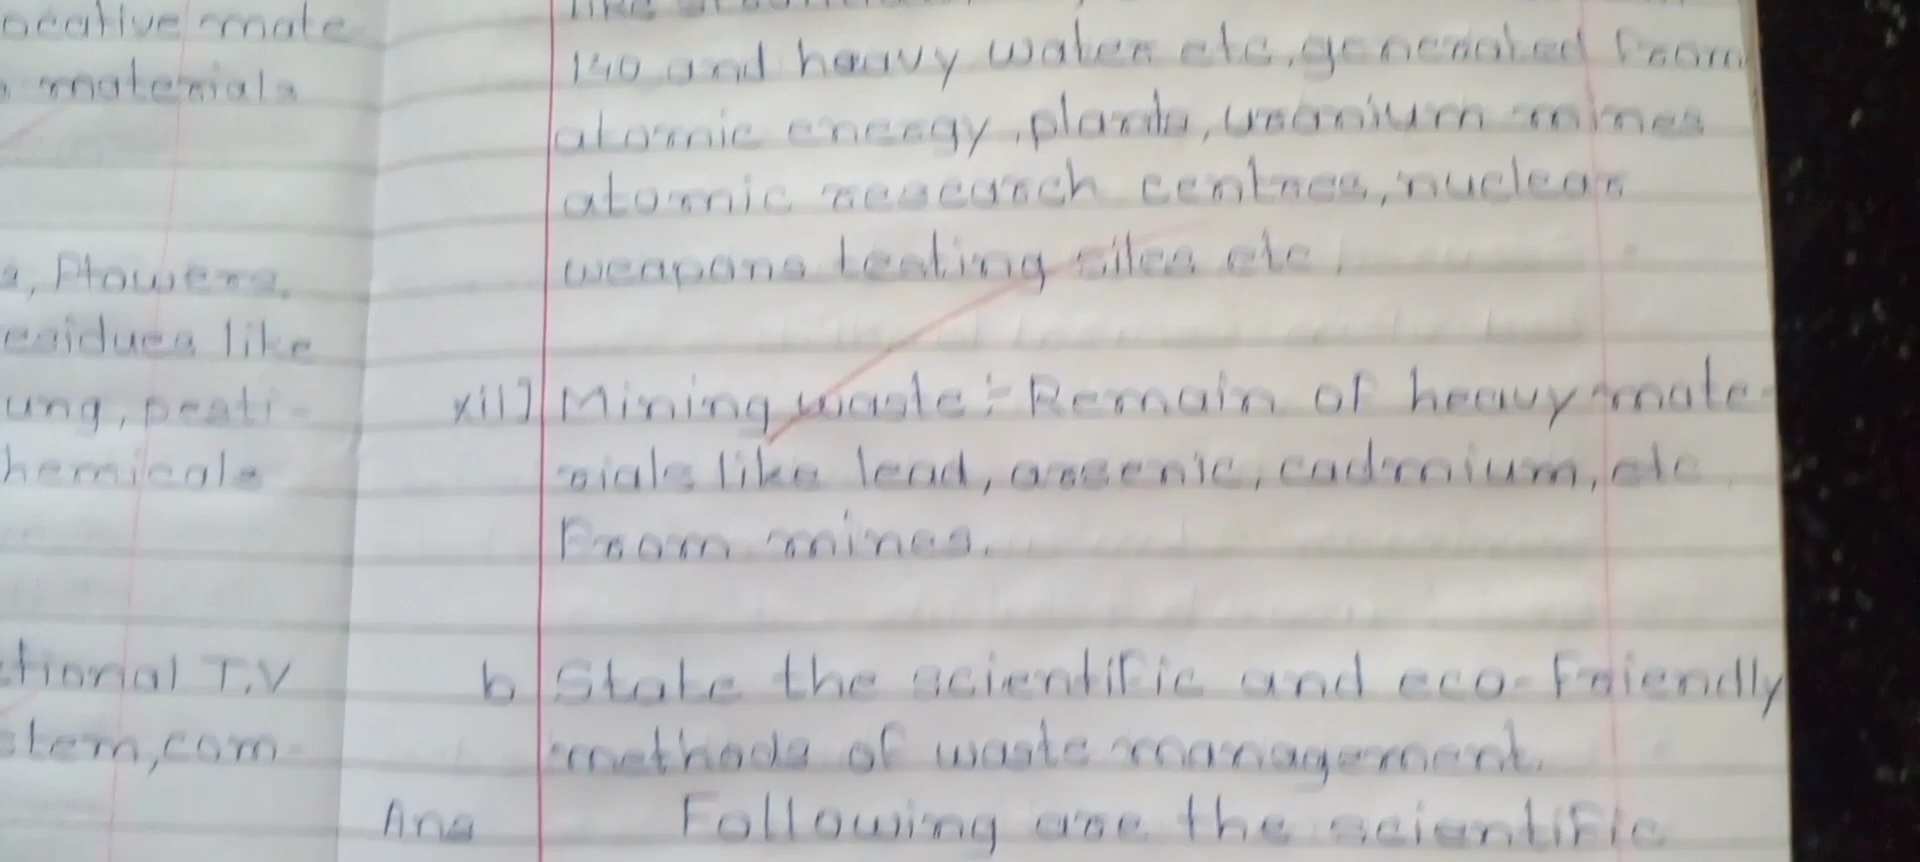 ocative mate
materials
a, Flowers,
esidues like
ung, pesti-
hemicals
tional T.V
stem, com-
like
140 and heavy water etc, generated from
atomic energy, plants, uranium mines
atomic research centres, nuclear
weapons testing sites etc.
xii] Mining waste :- Remain of heavy mate-
rials like lead, arsenic, cadmium, etc
From mines.
b State the scientific and eco-friendly
methods of waste management.
Ans Following are the scientific